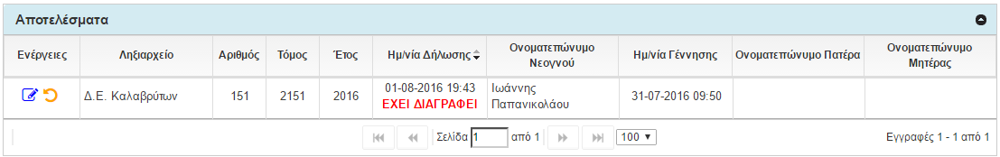 Αποτελέσματα
Ενέργειες Ληξιαρχείο Αριθμός Τόμος Έτος Ημ/νία Δήλωσης Ονοματεπώνυμο Νεογνού Ημ/νία Γέννησης Ονοματεπώνυμο Πατέρα Ονοματεπώνυμο Μητέρας
Δ.Ε. Καλαβρύτων 151 2151 2016 01-08-2016 19:43 ΕΧΕΙ ΔΙΑΓΡΑΦΕΙ Ιωάννης Παπανικολάου 31-07-2016 09:50
Σελίδα 1 από 1 100 Εγγραφές 1 - 1 από 1